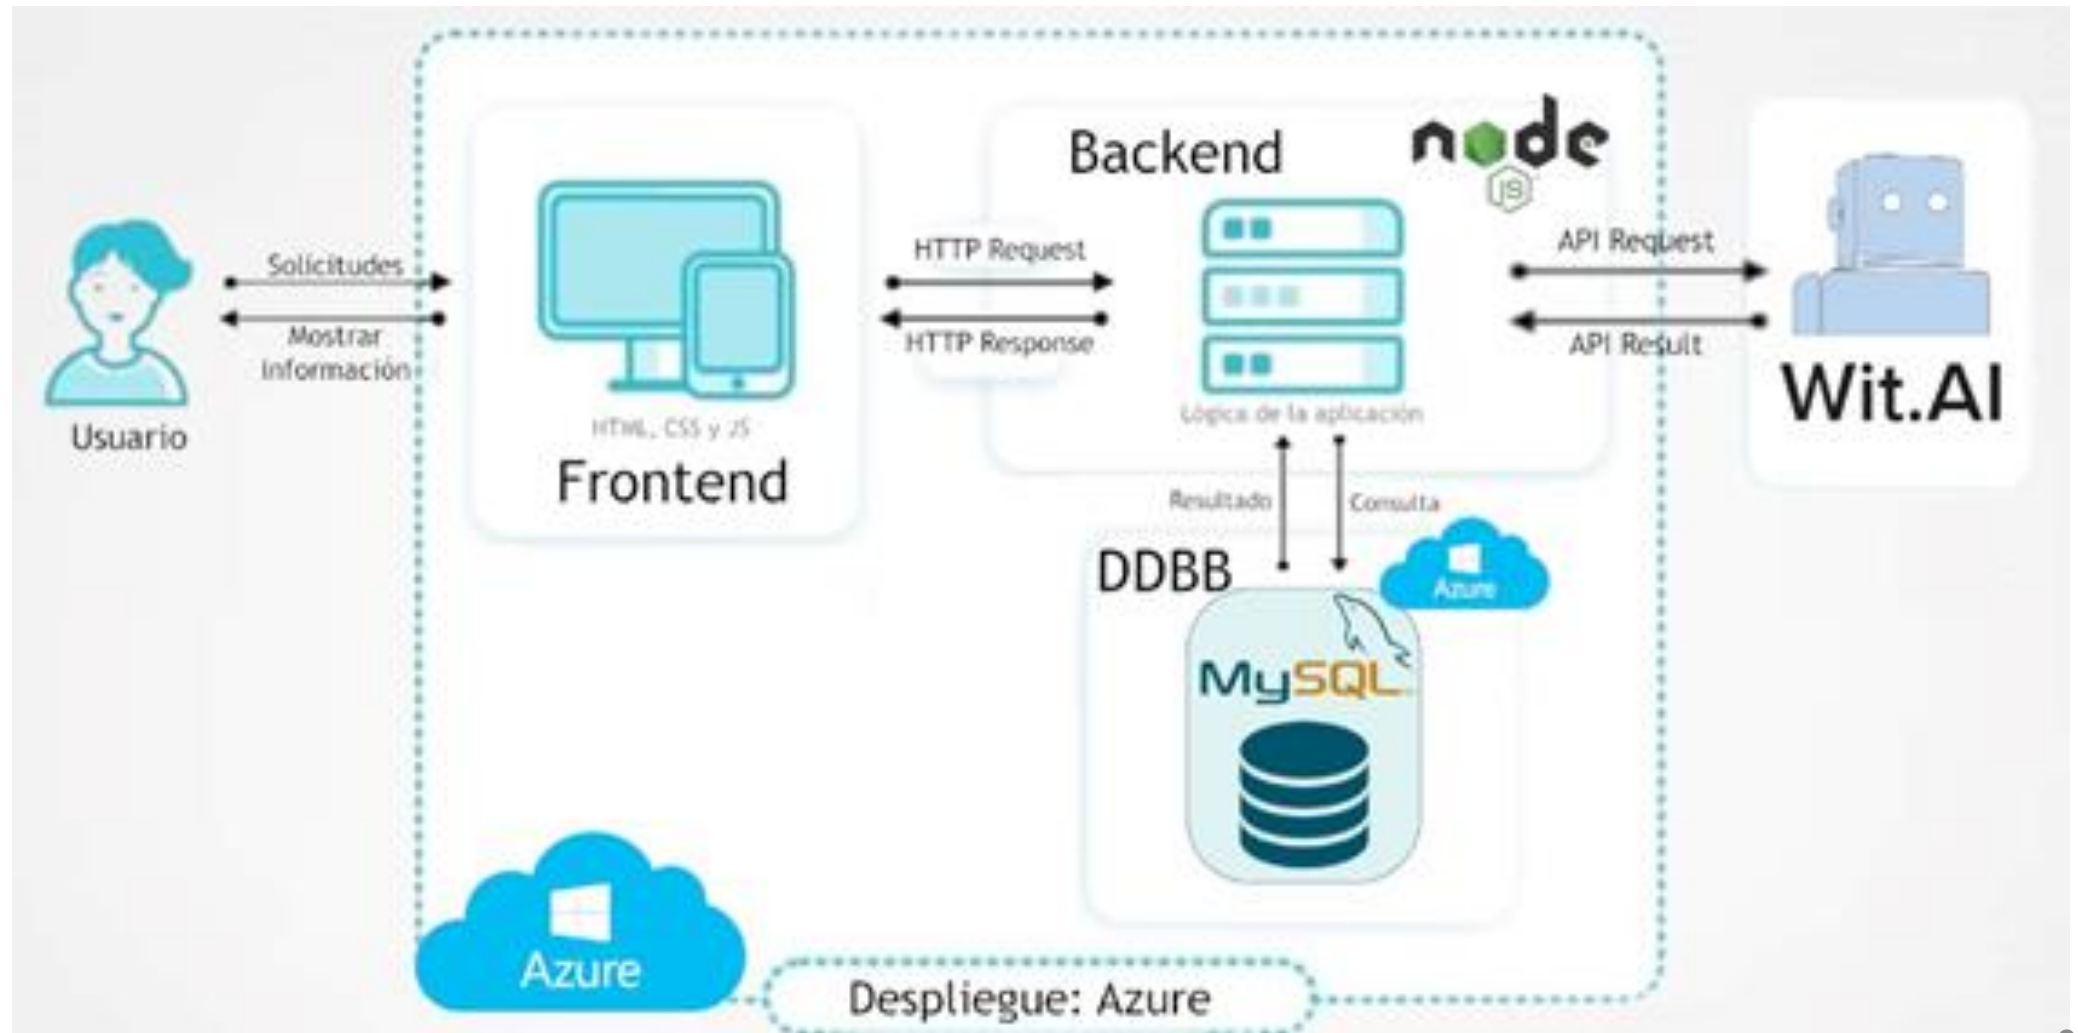 Usuario
Solicitudes
Mostrar
Información
HTML, CSS y JS
Frontend
HTTP Request
HTTP Response
Backend
node
JS
Lógica de la aplicación
API Request
API Result
Wit.AI
Resultado
Consulta
DDBB
Azure
MySQL
Azure
Despliegue: Azure